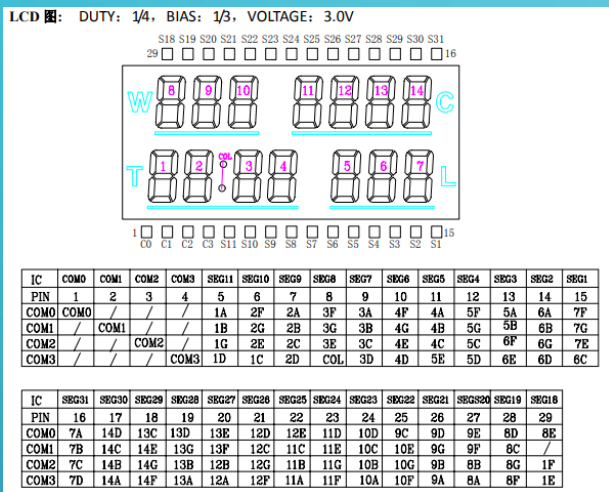 LCD 图: DUTY: 1/4, BIAS: 1/3, VOLTAGE: 3.0V
S18 S19 S20 S21 S22 S23 S24 S25 S26 S27 S28 S29 S30 S31
29 16
W 8 9 10 11 12 13 14 C
T 1 2 COL 3 4 5 6 7 L
1 15
C0 C1 C2 C3 S11 S10 S9 S8 S7 S6 S5 S4 S3 S2 S1
IC COM0 COM1 COM2 COM3 SEG11 SEG10 SEG9 SEG8 SEG7 SEG6 SEG5 SEG4 SEG3 SEG2 SEG1
PIN 1 2 3 4 5 6 7 8 9 10 11 12 13 14 15
COM0 COM0 / / / 1A 2F 2A 3F 3A 4F 4A 5F 5A 6A 7F
COM1 / COM1 / / 1B 2G 2B 3G 3B 4G 4B 5G 5B 6B 7G
COM2 / / COM2 / 1G 2E 2C 3E 3C 4E 4C 5C 6F 6G 7E
COM3 / / / COM3 1D 1C 2D COL 3D 4D 5E 5D 6E 6D 6C
IC SEG31 SEG30 SEG29 SEG28 SEG27 SEG26 SEG25 SEG24 SEG23 SEG22 SEG21 SEGS20 SEG19 SEG18
PIN 16 17 18 19 20 21 22 23 24 25 26 27 28 29
COM0 7A 14D 13C 13D 13E 12D 12E 11D 10D 9C 9D 9E 8D 8E
COM1 7B 14C 14E 13G 13F 12C 11C 11E 10C 10E 9G 9F 8C /
COM2 7C 14B 14G 13B 12B 12G 11B 11G 10B 10G 9B 8B 8G 1F
COM3 7D 14A 14F 13A 12A 12F 11A 11F 10A 10F 9A 8A 8F 1E